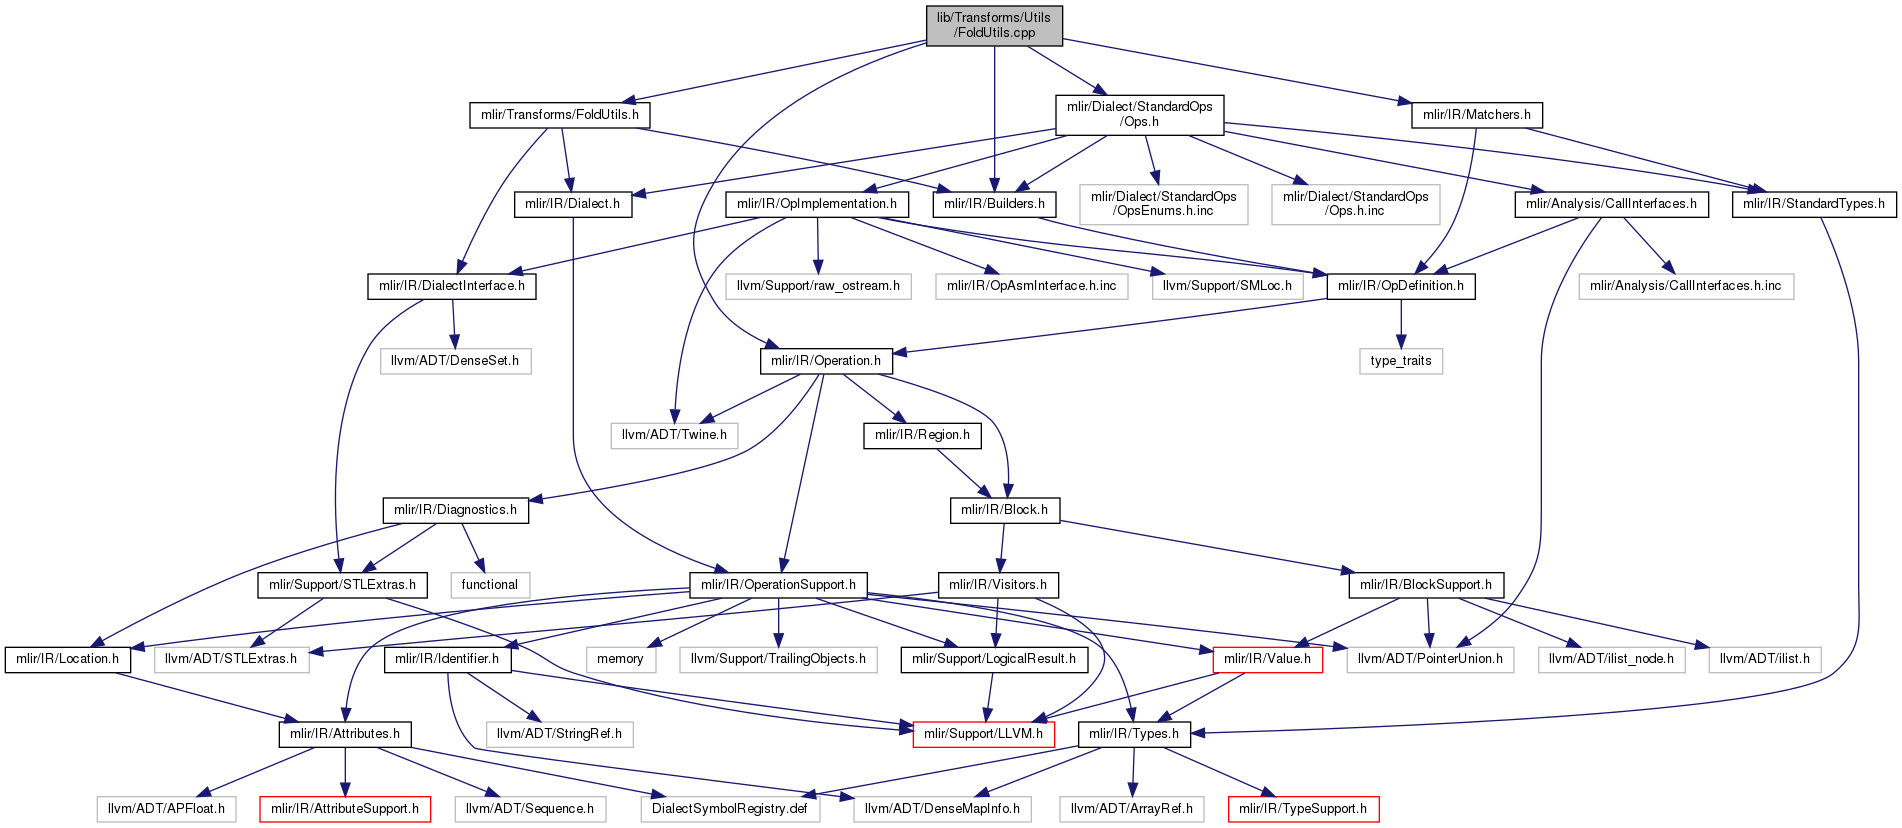 lib/Transforms/Utils
/FoldUtils.cpp
mlir/Transforms/FoldUtils.h
mlir/Dialect/StandardOps
/Ops.h
mlir/IR/Matchers.h
mlir/IR/Dialect.h
mlir/IR/OpImplementation.h
mlir/IR/Builders.h
mlir/Dialect/StandardOps
/OpsEnums.h.inc
mlir/Dialect/StandardOps
/Ops.h.inc
mlir/Analysis/CallInterfaces.h
mlir/IR/StandardTypes.h
mlir/IR/DialectInterface.h
llvm/Support/raw_ostream.h
mlir/IR/OpAsmInterface.h.inc
llvm/Support/SMLoc.h
mlir/IR/OpDefinition.h
mlir/Analysis/CallInterfaces.h.inc
llvm/ADT/DenseSet.h
mlir/IR/Operation.h
type_traits
llvm/ADT/Twine.h
mlir/IR/Region.h
mlir/IR/Diagnostics.h
mlir/IR/Block.h
mlir/Support/STLExtras.h
functional
mlir/IR/OperationSupport.h
mlir/IR/Visitors.h
mlir/IR/BlockSupport.h
mlir/IR/Location.h
llvm/ADT/STLExtras.h
mlir/IR/Identifier.h
memory
llvm/Support/TrailingObjects.h
mlir/Support/LogicalResult.h
mlir/IR/Value.h
llvm/ADT/PointerUnion.h
llvm/ADT/ilist_node.h
llvm/ADT/ilist.h
mlir/IR/Attributes.h
llvm/ADT/StringRef.h
mlir/Support/LLVM.h
mlir/IR/Types.h
llvm/ADT/APFloat.h
mlir/IR/AttributeSupport.h
llvm/ADT/Sequence.h
DialectSymbolRegistry.def
llvm/ADT/DenseMapInfo.h
llvm/ADT/ArrayRef.h
mlir/IR/TypeSupport.h